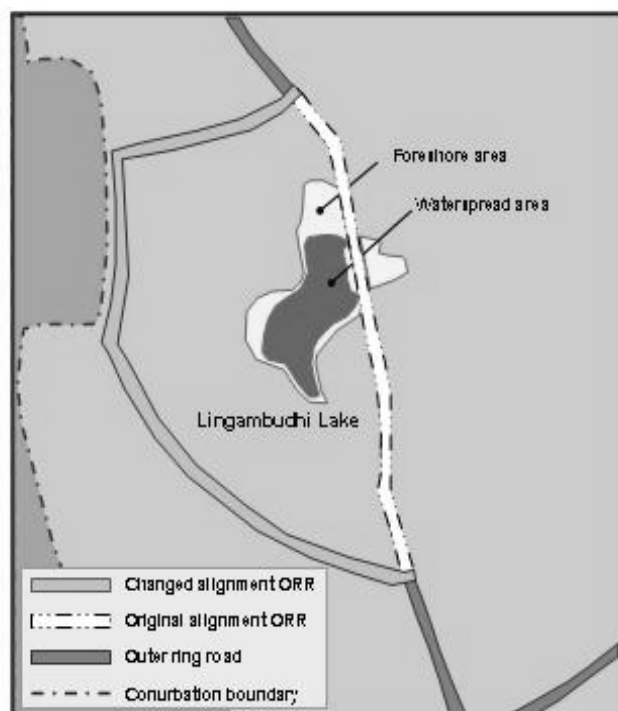 Foreshore area
Waterspread area
Lingambudhi Lake
Changed alignment ORR
Original alignment ORR
Outer ring road
Conurbation boundary